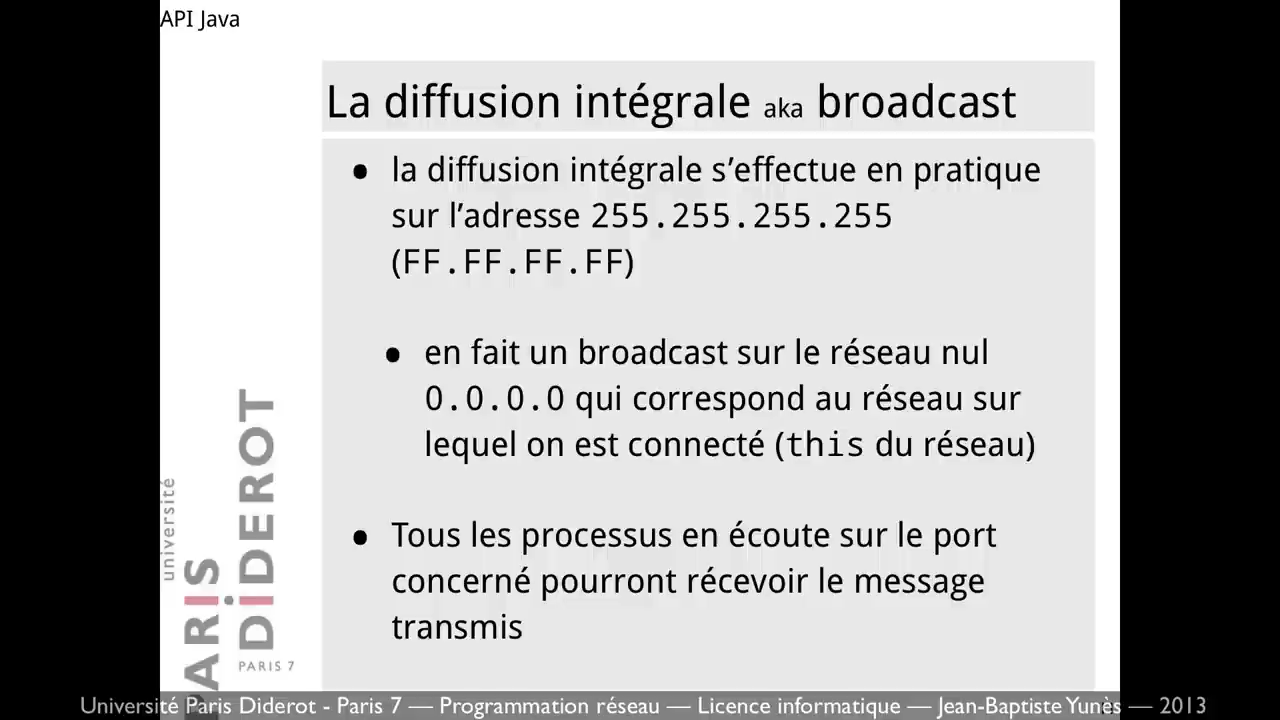 API Java
La diffusion intégrale aka broadcast
• la diffusion intégrale s’effectue en pratique
sur l’adresse 255.255.255.255
(FF.FF.FF.FF)
• en fait un broadcast sur le réseau nul
0.0.0.0 qui correspond au réseau sur
lequel on est connecté (this du réseau)
• Tous les processus en écoute sur le port
concerné pourront récevoir le message
transmis
université
PARIS
DiDEROT
PARIS 7
Université Paris Diderot - Paris 7 — Programmation réseau — Licence informatique — Jean-Baptiste Yunès — 2013